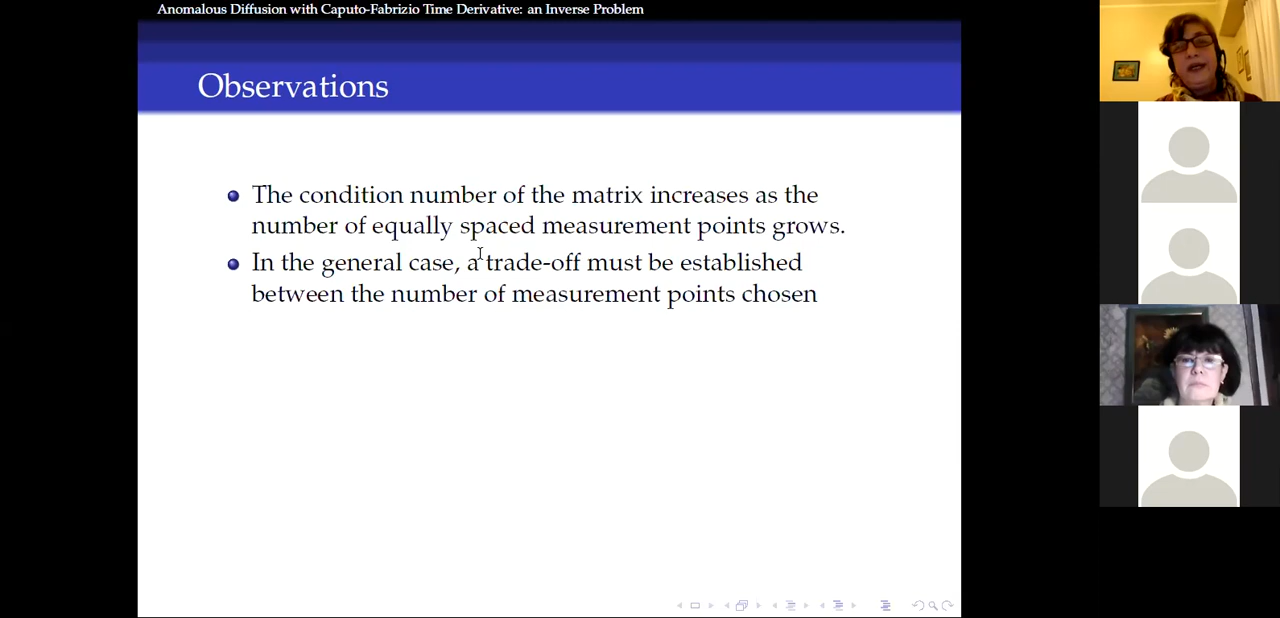 Anomalous Diffusion with Caputo-Fabrizio Time Derivative: an Inverse Problem
Observations
The condition number of the matrix increases as the
number of equally spaced measurement points grows.
In the general case, a trade-off must be established
between the number of measurement points chosen